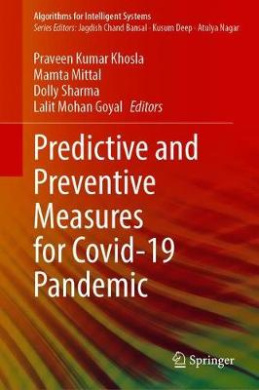 Algorithms for Intelligent Systems
Series Editors: Jagdish Chand Bansal · Kusum Deep · Atulya Nagar
Praveen Kumar Khosla
Mamta Mittal
Dolly Sharma
Lalit Mohan Goyal Editors
Predictive and
Preventive
Measures
for Covid-19
Pandemic
Springer